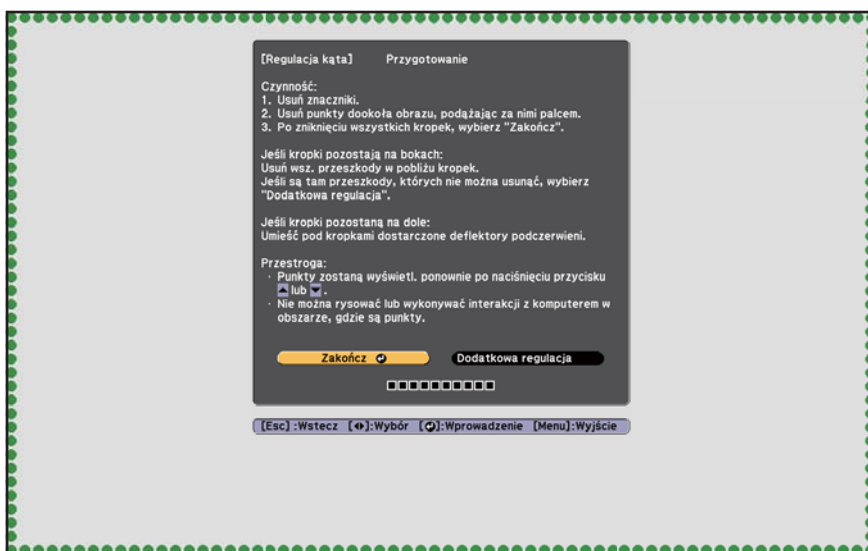 [Regulacja kąta] Przygotowanie
Czynność:
1. Usuń znaczniki.
2. Usuń punkty dookoła obrazu, podążając za nimi palcem.
3. Po zniknięciu wszystkich kropek, wybierz "Zakończ".
Jeśli kropki pozostają na bokach:
Usuń wsz. przeszkody w pobliżu kropek.
Jeśli są tam przeszkody, których nie można usunąć, wybierz
"Dodatkowa regulacja".
Jeśli kropki pozostaną na dole:
Umieść pod kropkami dostarczone deflektory podczerwieni.
Przestroga:
· Punkty zostaną wyświetl. ponownie po naciśnięciu przycisku
▲ lub ▼.
· Nie można rysować lub wykonywać interakcji z komputerem w
obszarze, gdzie są punkty.
Zakończ Dodatkowa regulacja
[Esc] :Wstecz [◀▶]:Wybór [↵]:Wprowadzenie [Menu]:Wyjście